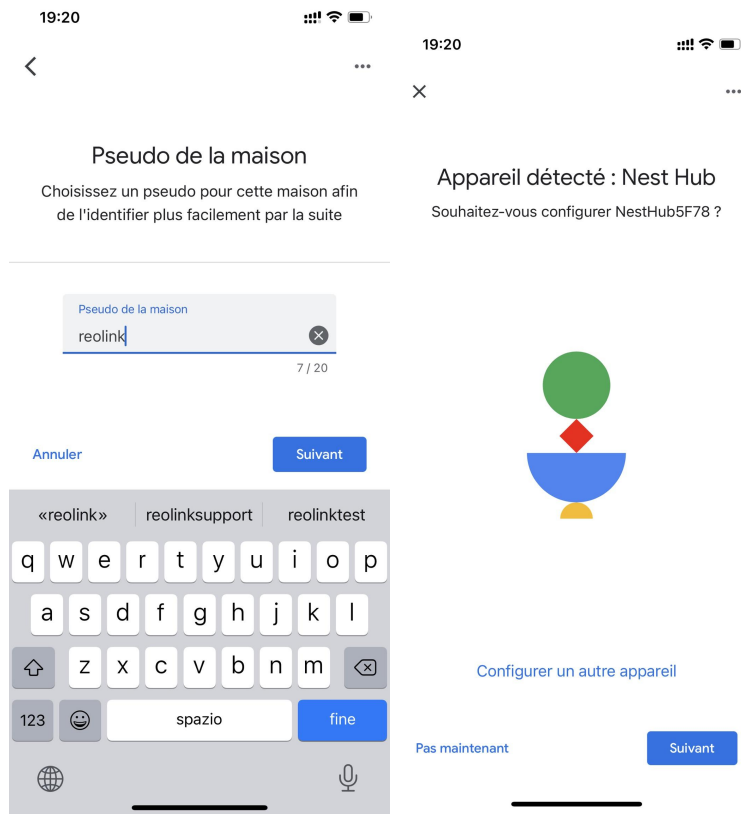 19:20
Pseudo de la maison
Choisissez un pseudo pour cette maison afin
de l'identifier plus facilement par la suite
Pseudo de la maison
reolink
7 / 20
Annuler
Suivant
«reolink»
reolinksupport
reolinktest
q w e r t y u i o p
a s d f g h j k l
z x c v b n m
123
spazio
fine
19:20
Appareil détecté : Nest Hub
Souhaitez-vous configurer NestHub5F78 ?
Configurer un autre appareil
Pas maintenant
Suivant